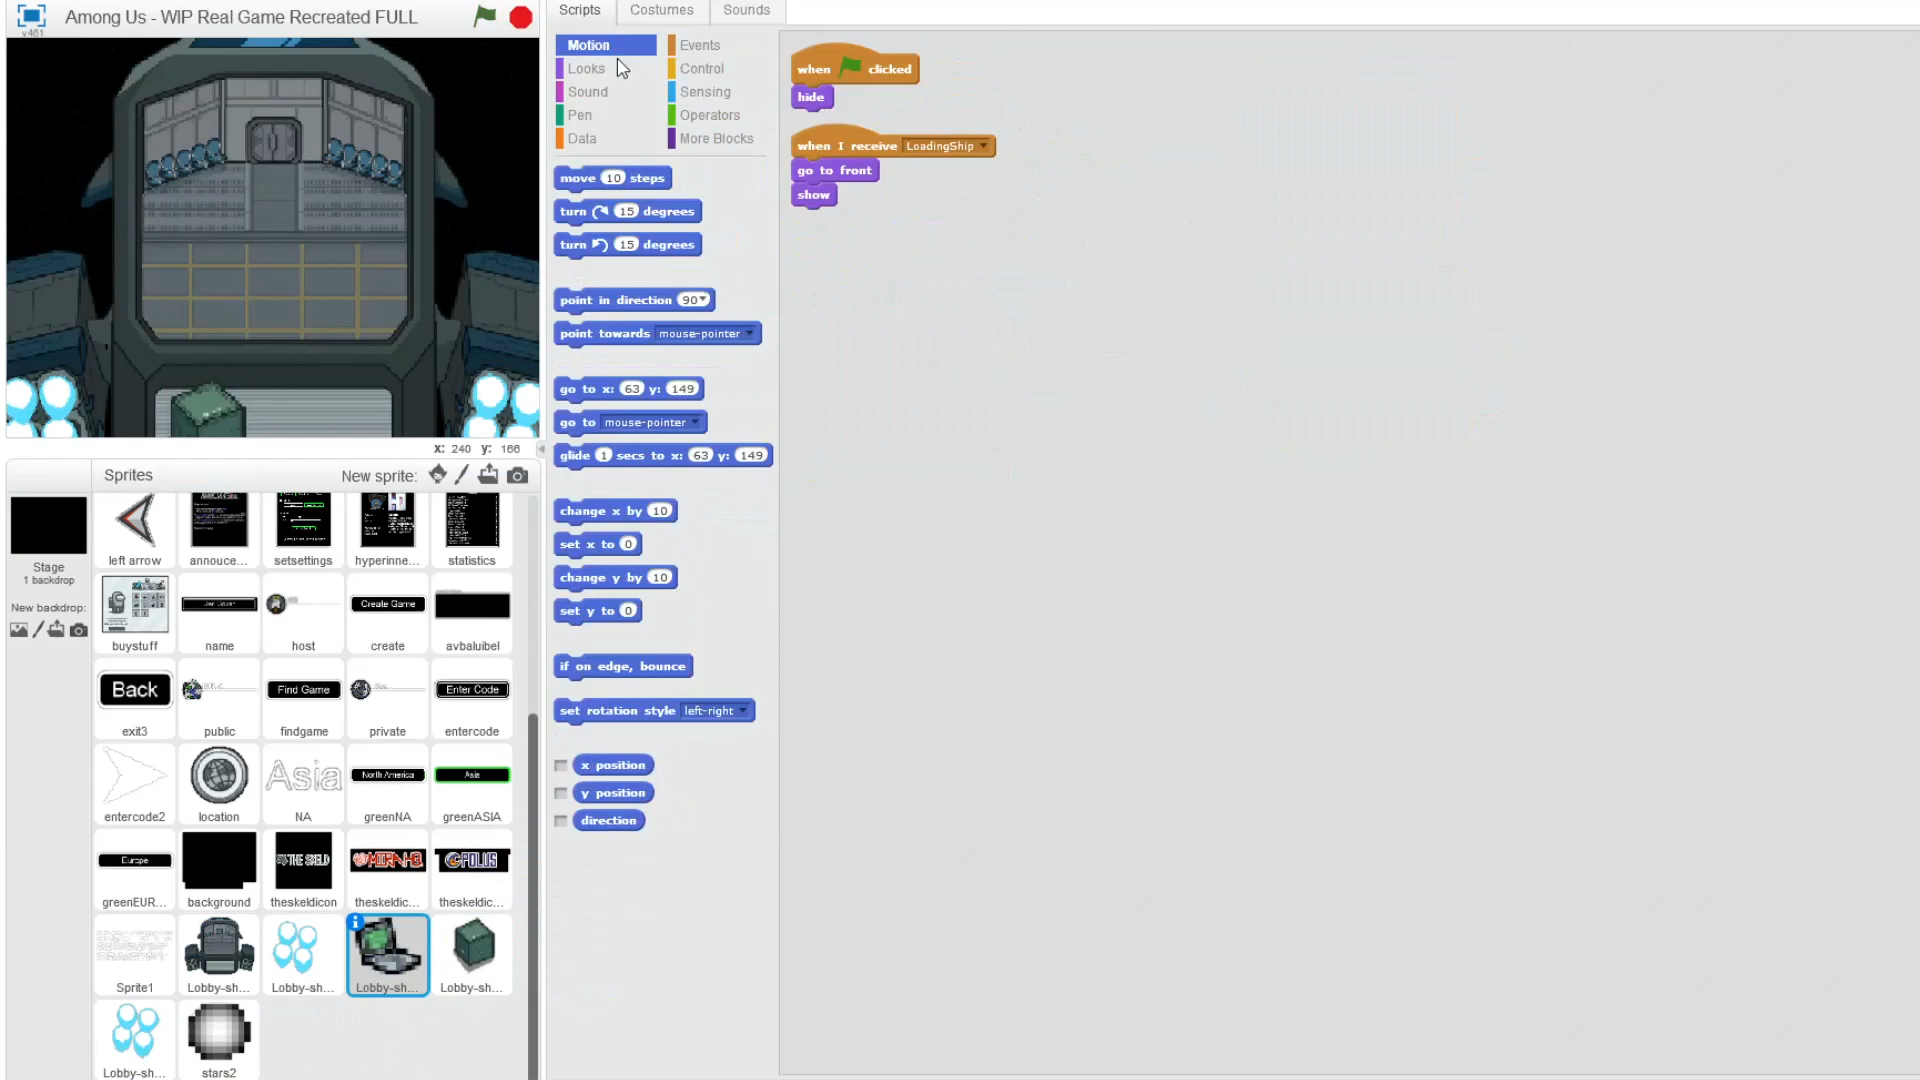 Among Us - WIP Real Game Recreated FULL
v461
Scripts
Costumes
Sounds
Motion
Events
Looks
Control
Sound
Sensing
Pen
Operators
Data
More Blocks
when clicked
hide
when I receive LoadingShip
go to front
show
move 10 steps
turn 15 degrees
turn 15 degrees
point in direction 90
point towards mouse-pointer
go to x: 63 y: 149
go to mouse-pointer
glide 1 secs to x: 63 y: 149
change x by 10
set x to 0
change y by 10
set y to 0
if on edge, bounce
set rotation style left-right
x position
y position
direction
x: 240 y: 166
Sprites
New sprite:
Stage
1 backdrop
New backdrop:
left arrow
annouce...
setsettings
hyperinne...
statistics
Create Game
buystuff
name
host
create
avbaluibel
Back
Find Game
Enter Code
exit3
public
findgame
private
entercode
Asia
North America
Asia
entercode2
location
NA
greenNA
greenASIA
Europe
THE SKELD
MIRA HQ
POLUS
greenEUR...
background
theskeldicon
theskeldic...
theskeldic...
Sprite1
Lobby-sh...
Lobby-sh...
Lobby-sh...
Lobby-sh...
Lobby-sh...
stars2